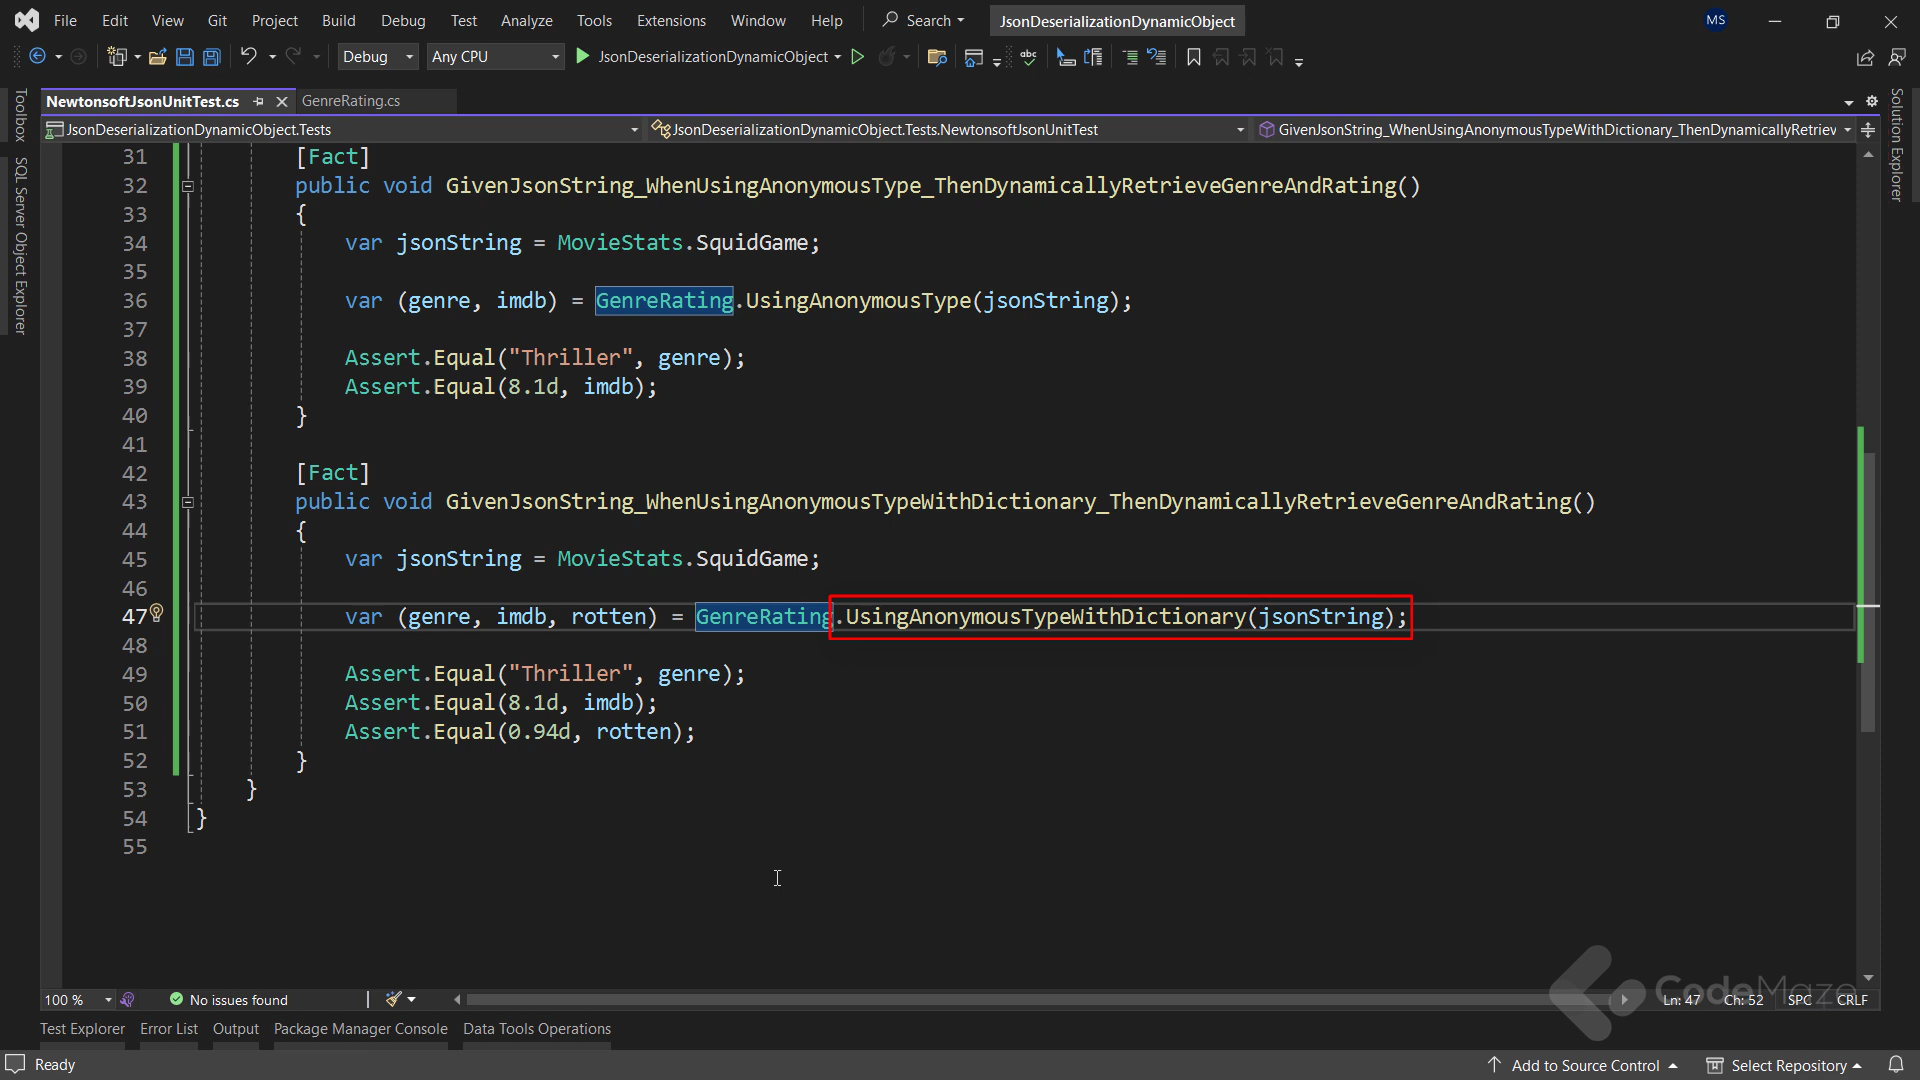 File Edit View Git Project Build Debug Test Analyze Tools Extensions Window Help Search JsonDeserializationDynamicObject MS
Debug Any CPU JsonDeserializationDynamicObject
Toolbox
SQL Server Object Explorer
NewtonsoftJsonUnitTest.cs GenreRating.cs
JsonDeserializationDynamicObject.Tests JsonDeserializationDynamicObject.Tests.NewtonsoftJsonUnitTest GivenJsonString_WhenUsingAnonymousTypeWithDictionary_ThenDynamicallyRetriev
Solution Explorer
31 [Fact]
32 public void GivenJsonString_WhenUsingAnonymousType_ThenDynamicallyRetrieveGenreAndRating()
33 {
34 var jsonString = MovieStats.SquidGame;
35
36 var (genre, imdb) = GenreRating.UsingAnonymousType(jsonString);
37
38 Assert.Equal("Thriller", genre);
39 Assert.Equal(8.1d, imdb);
40 }
41
42 [Fact]
43 public void GivenJsonString_WhenUsingAnonymousTypeWithDictionary_ThenDynamicallyRetrieveGenreAndRating()
44 {
45 var jsonString = MovieStats.SquidGame;
46
47 var (genre, imdb, rotten) = GenreRating.UsingAnonymousTypeWithDictionary(jsonString);
48
49 Assert.Equal("Thriller", genre);
50 Assert.Equal(8.1d, imdb);
51 Assert.Equal(0.94d, rotten);
52 }
53 }
54 }
55
100 % No issues found Ln: 47 Ch: 52 SPC CRLF
CodeMaze
Test Explorer Error List Output Package Manager Console Data Tools Operations
Ready Add to Source Control Select Repository